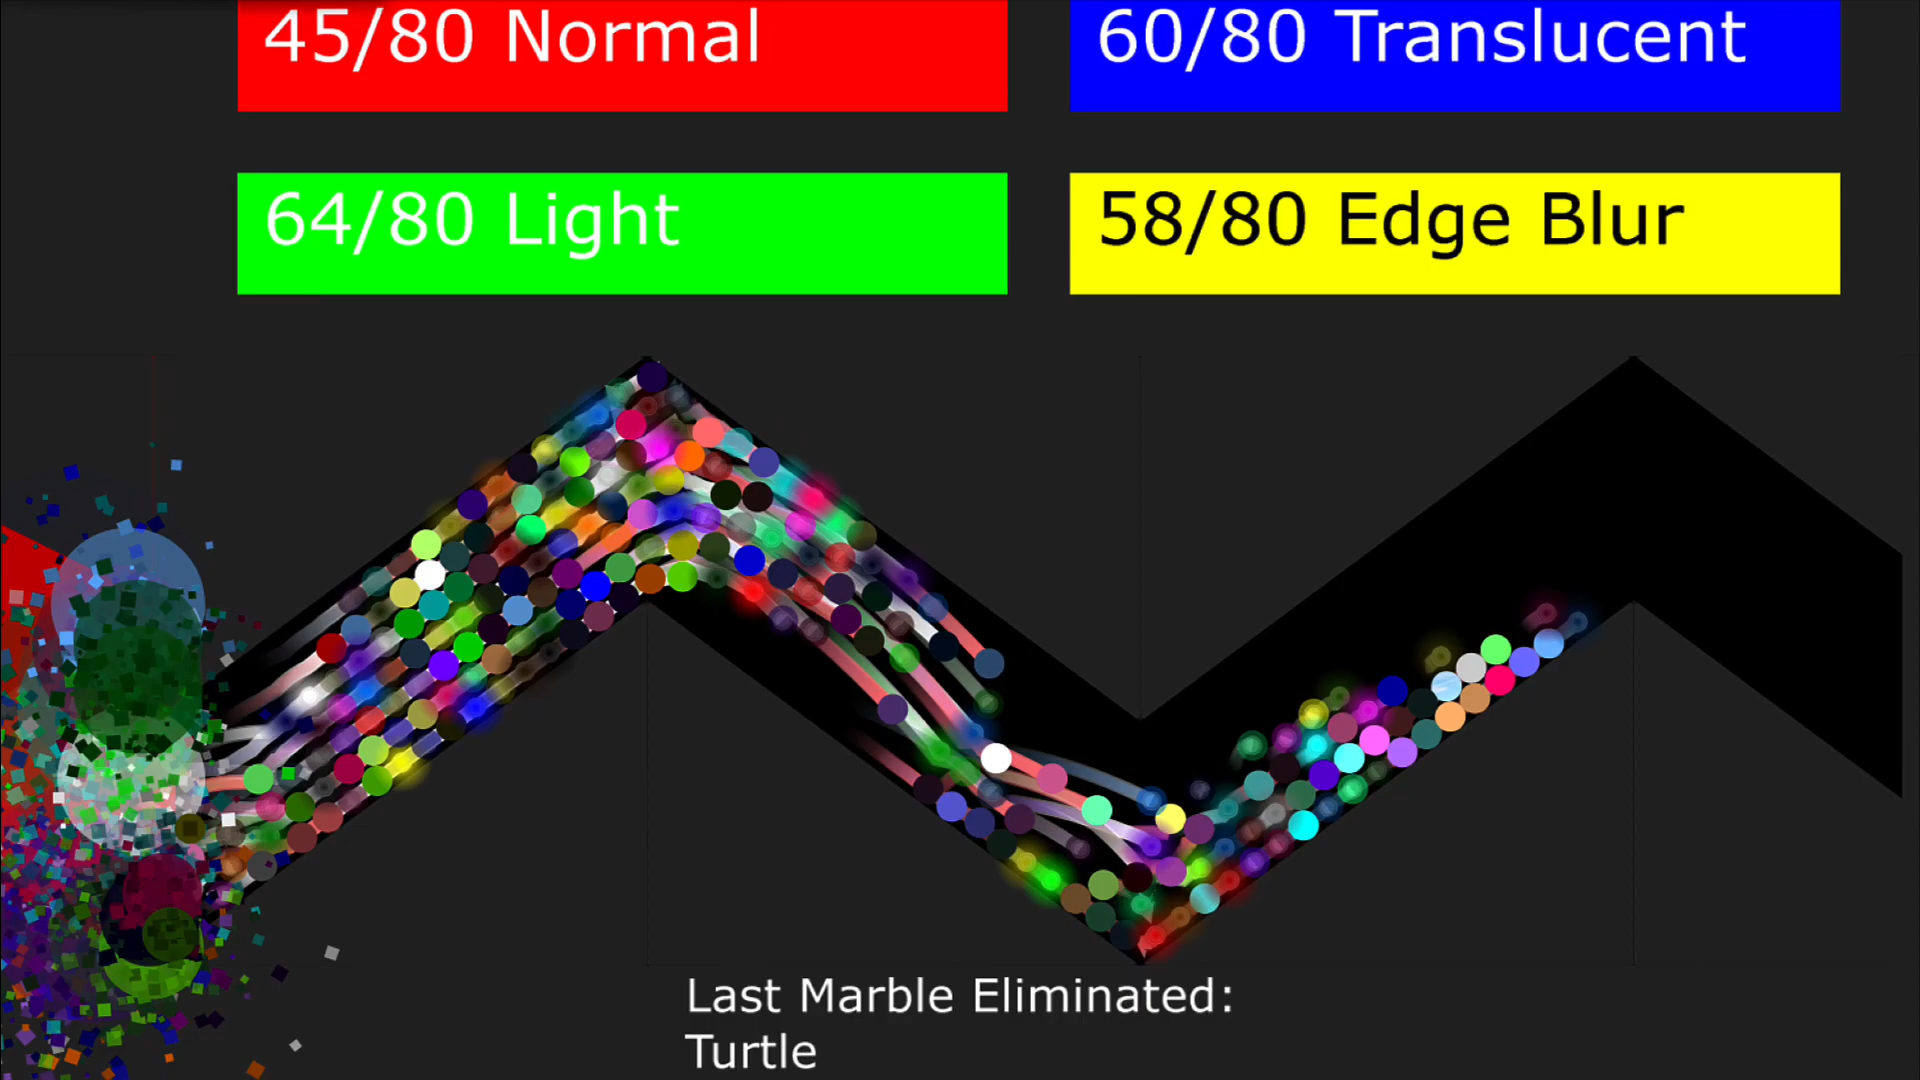 45/80 Normal
60/80 Translucent
64/80 Light
58/80 Edge Blur
Last Marble Eliminated:
Turtle